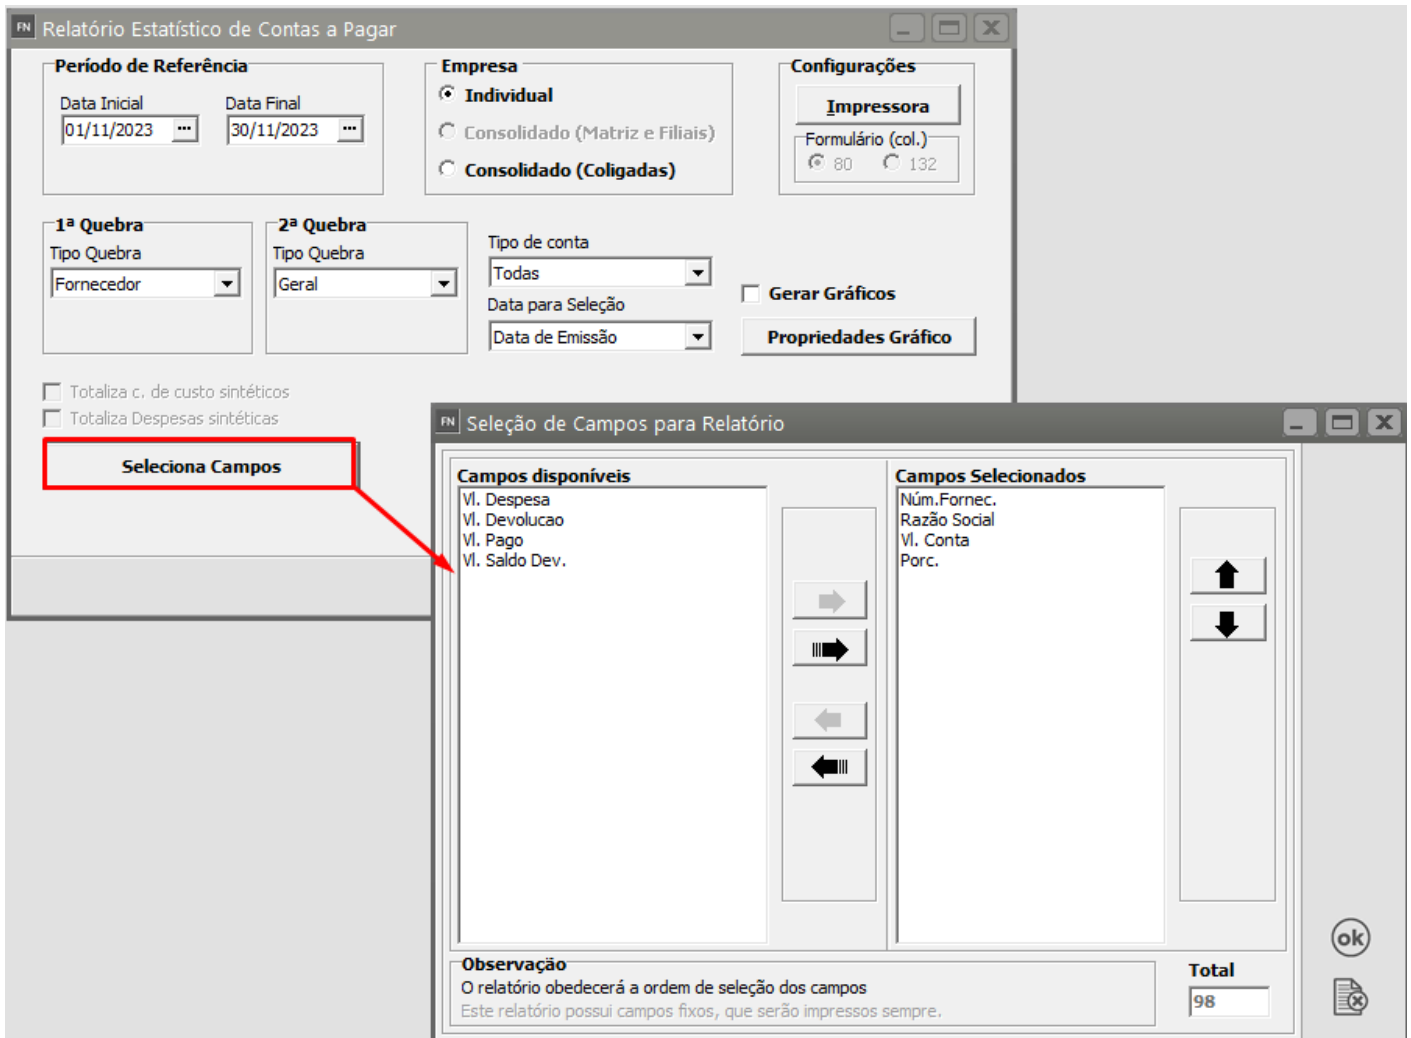 FN Relatório Estatístico de Contas a Pagar
Período de Referência
Data Inicial Data Final
01/11/2023 ... 30/11/2023 ...
Empresa
Individual
Consolidado (Matriz e Filiais)
Consolidado (Coligadas)
Configurações
Impressora
Formulário (col.)
80 132
1ª Quebra
Tipo Quebra
Fornecedor
2ª Quebra
Tipo Quebra
Geral
Tipo de conta
Todas
Data para Seleção
Data de Emissão
Gerar Gráficos
Propriedades Gráfico
Totaliza c. de custo sintéticos
Totaliza Despesas sintéticas
Seleciona Campos
FN Seleção de Campos para Relatório
Campos disponíveis
Vl. Despesa
Vl. Devolucao
Vl. Pago
Vl. Saldo Dev.
Campos Selecionados
Núm.Fornec.
Razão Social
Vl. Conta
Porc.
Observação
O relatório obedecerá a ordem de seleção dos campos
Este relatório possui campos fixos, que serão impressos sempre.
Total
98
ok